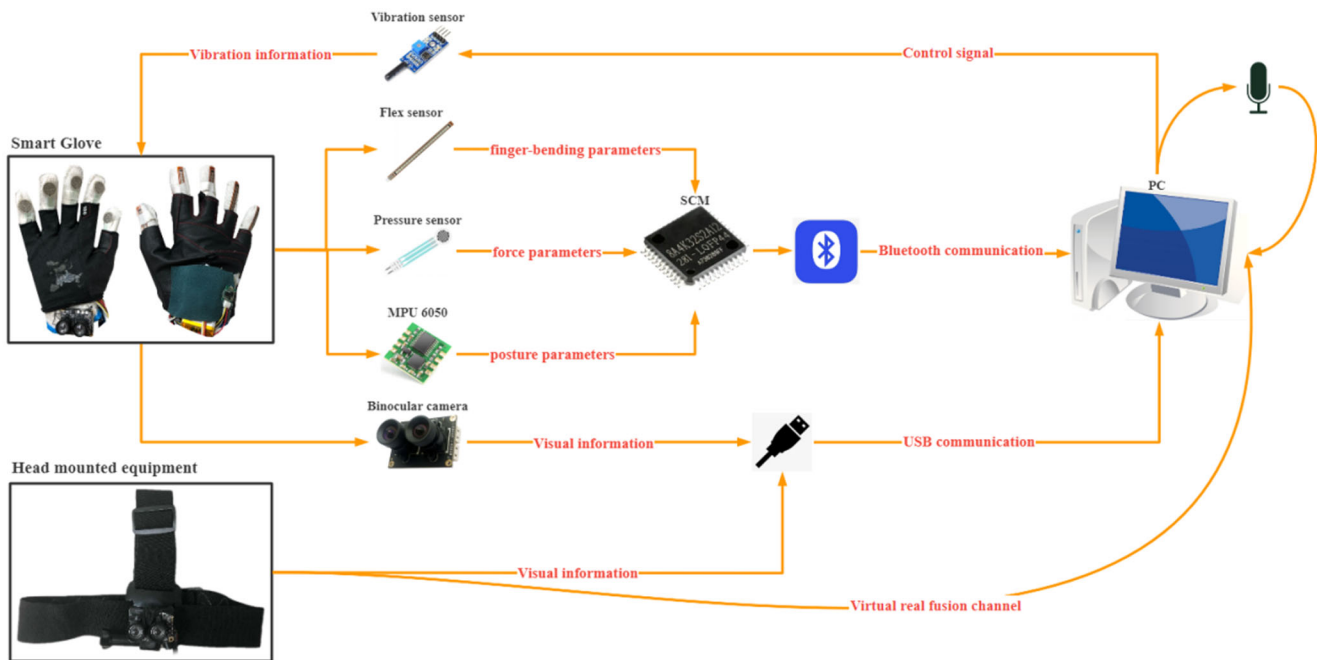 Vibration sensor
Vibration information
Control signal
Flex sensor
Smart Glove
finger-bending parameters
SCM
PC
Pressure sensor
force parameters
Bluetooth communication
MPU 6050
posture parameters
Binocular camera
Visual information
USB communication
Head mounted equipment
Visual information
Virtual real fusion channel